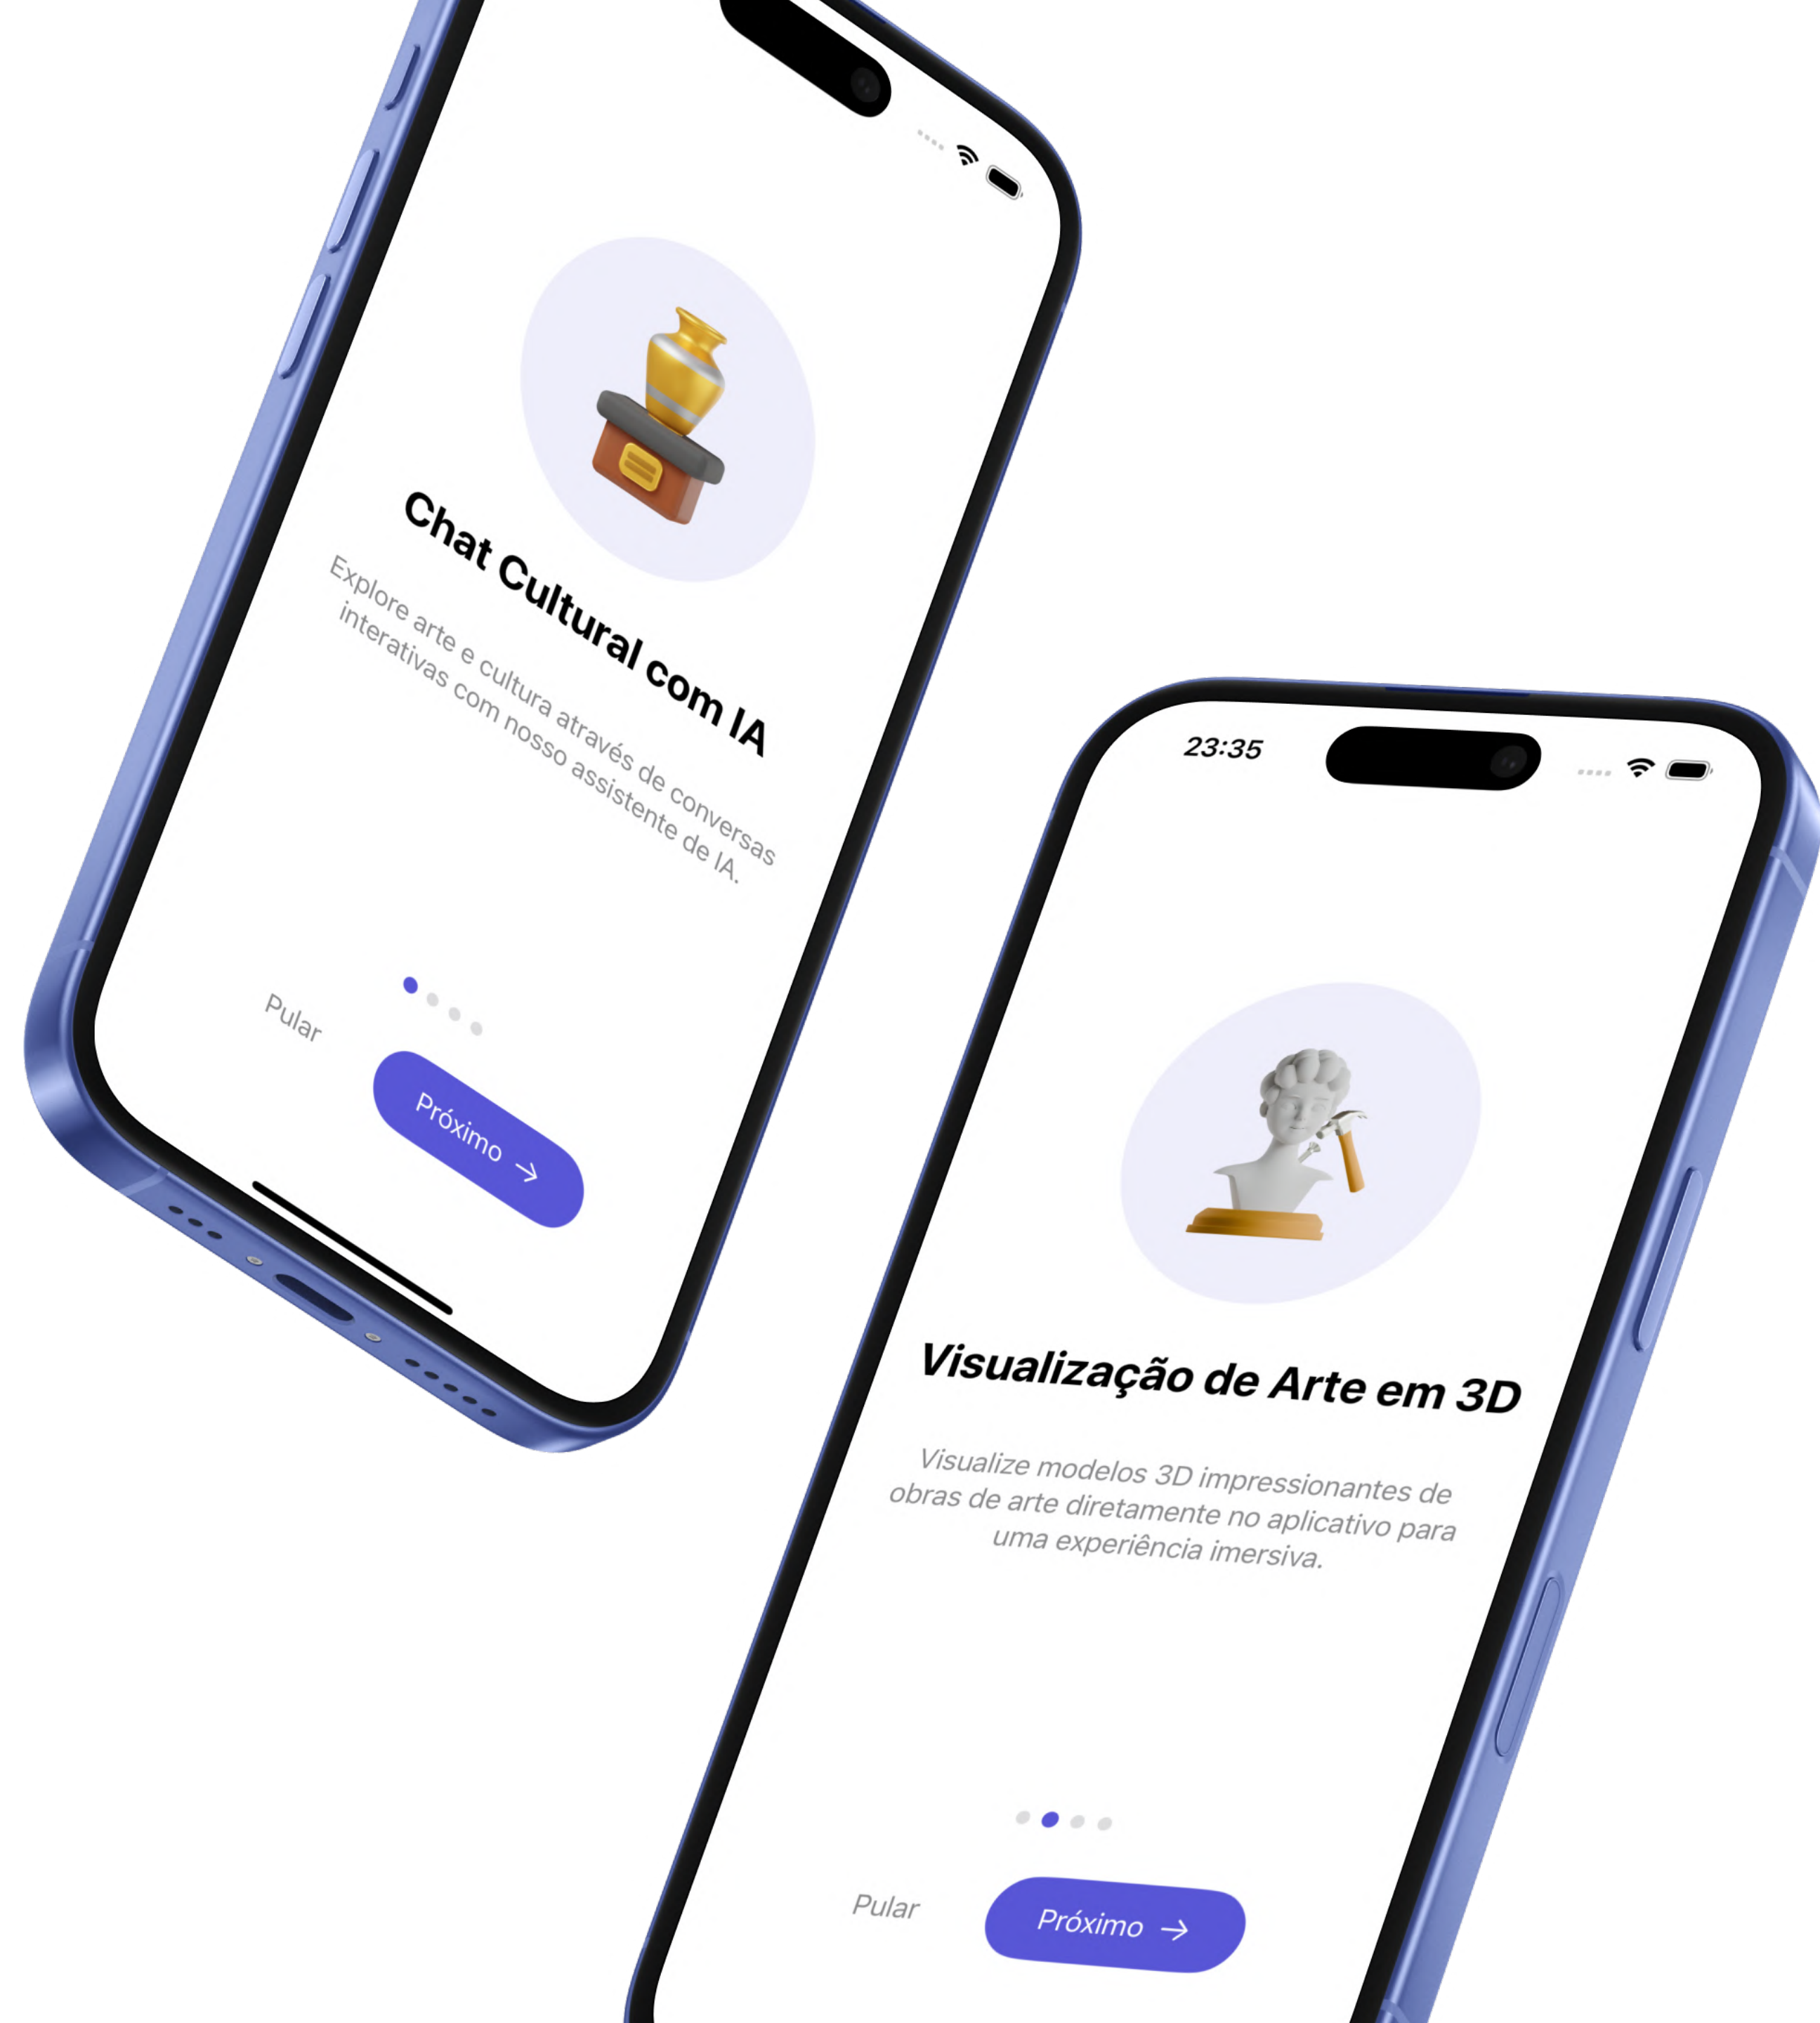 Chat Cultural com IA
Explore arte e cultura através de conversas
interativas com nosso assistente de IA.
Pular
Próximo
23:35
Visualização de Arte em 3D
Visualize modelos 3D impressionantes de
obras de arte diretamente no aplicativo para
uma experiência imersiva.
Pular
Próximo